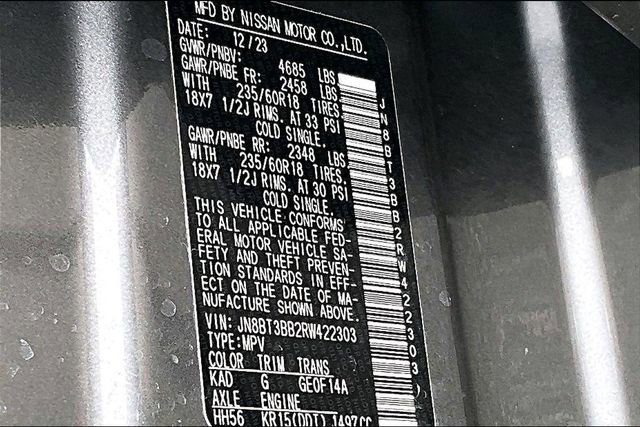 MFD BY NISSAN MOTOR CO.,LTD.
DATE: 12/23
GVWR/PNBV: 4685 LBS
GAWR/PNBE FR: 2458 LBS
WITH 235/60R18 TIRES,
18X7 1/2J RIMS. AT 33 PSI
COLD SINGLE.
GAWR/PNBE RR: 2348 LBS
WITH 235/60R18 TIRES,
18X7 1/2J RIMS. AT 30 PSI
COLD SINGLE.
THIS VEHICLE CONFORMS
TO ALL APPLICABLE FED-
ERAL MOTOR VEHICLE SA-
FETY AND THEFT PREVEN-
TION STANDARDS IN EFF-
ECT ON THE DATE OF MA-
NUFACTURE SHOWN ABOVE.
VIN: JN8BT3BB2RW422303
TYPE:MPV
COLOR TRIM TRANS
KAD G GE0F14A
AXLE ENGINE
HH56 KR15(DDT) 1497CC
JN8BT3BB2RW422303